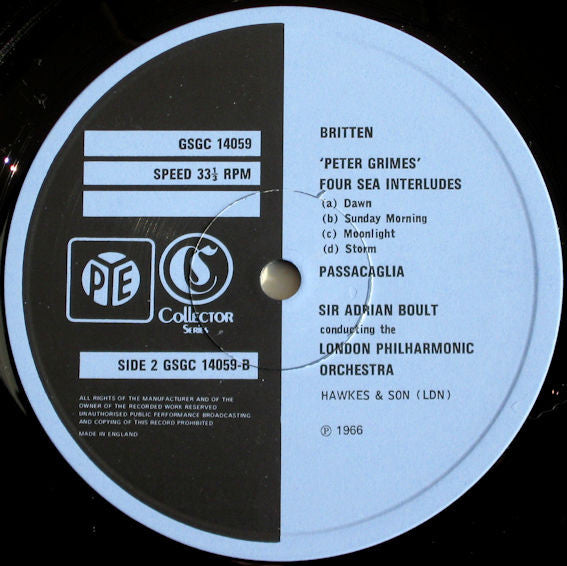 GSGC 14059
SPEED 33⅓ RPM
PYE
CS
Collector
Series
SIDE 2 GSGC 14059-B
ALL RIGHTS OF THE MANUFACTURER AND OF THE
OWNER OF THE RECORDED WORK RESERVED
UNAUTHORISED PUBLIC PERFORMANCE BROADCASTING
AND COPYING OF THIS RECORD PROHIBITED
MADE IN ENGLAND
BRITTEN
'PETER GRIMES'
FOUR SEA INTERLUDES
(a) Dawn
(b) Sunday Morning
(c) Moonlight
(d) Storm
PASSACAGLIA
SIR ADRIAN BOULT
conducting the
LONDON PHILHARMONIC
ORCHESTRA
HAWKES & SON (LDN)
℗ 1966